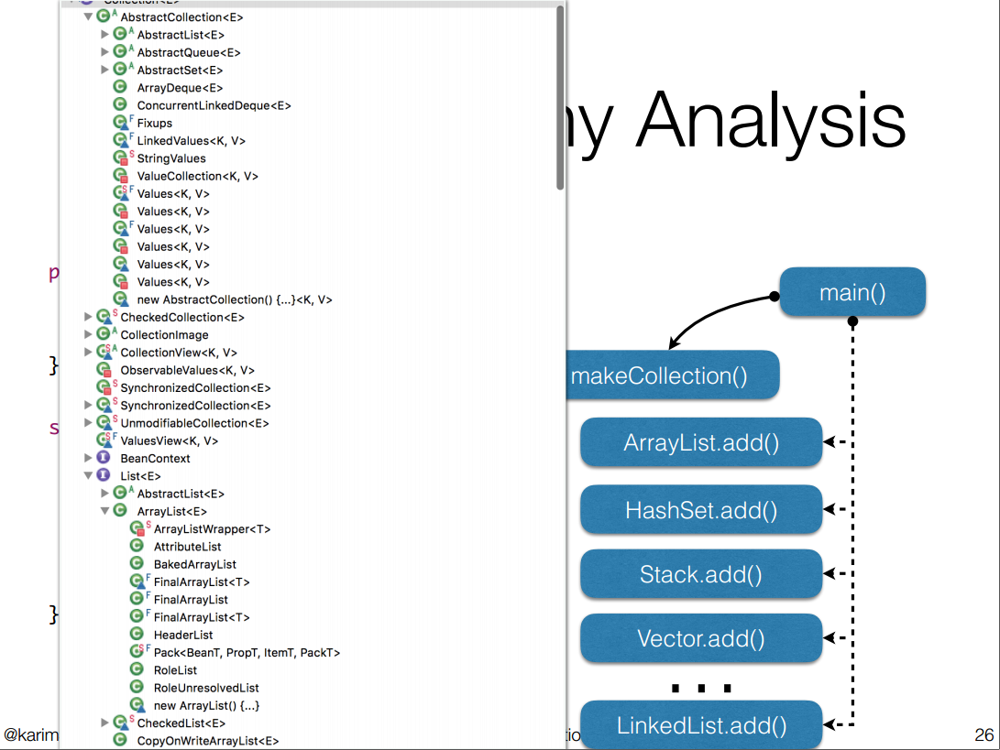 Collection<E>
AbstractCollection<E>
AbstractList<E>
AbstractQueue<E>
AbstractSet<E>
ArrayDeque<E>
ConcurrentLinkedDeque<E>
Fixups
LinkedValues<K, V>
StringValues
ValueCollection<K, V>
Values<K, V>
Values<K, V>
Values<K, V>
Values<K, V>
Values<K, V>
Values<K, V>
new AbstractCollection() {...}<K, V>
CheckedCollection<E>
CollectionImage
CollectionView<K, V>
ObservableValues<K, V>
SynchronizedCollection<E>
SynchronizedCollection<E>
UnmodifiableCollection<E>
ValuesView<K, V>
BeanContext
List<E>
AbstractList<E>
ArrayList<E>
ArrayListWrapper<T>
AttributeList
BakedArrayList
FinalArrayList<T>
FinalArrayList
FinalArrayList<T>
HeaderList
Pack<BeanT, PropT, ItemT, PackT>
RoleList
RoleUnresolvedList
new ArrayList() {...}
CheckedList<E>
CopyOnWriteArrayList<E>
hy Analysis
p
}
s
}
main()
makeCollection()
ArrayList.add()
HashSet.add()
Stack.add()
Vector.add()
...
LinkedList.add()
@karim
tio
26